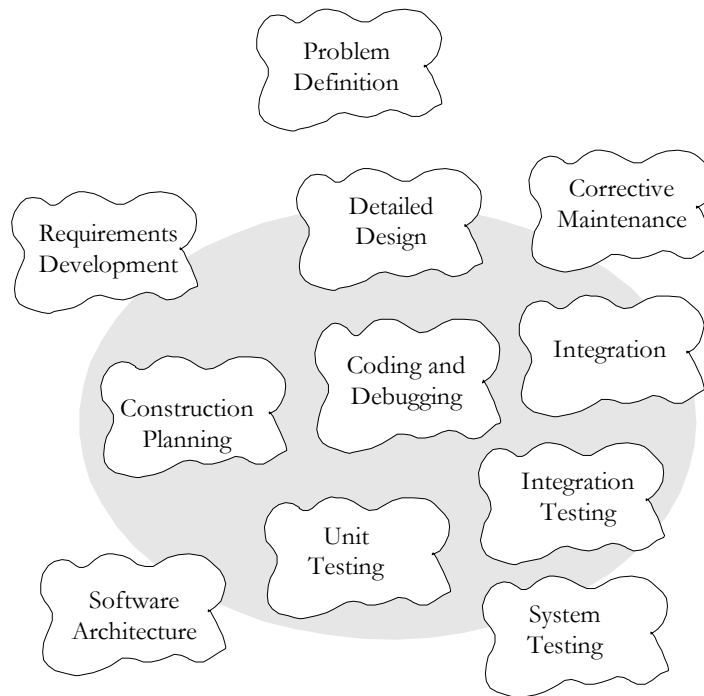 Problem
Definition
Detailed
Design
Corrective
Maintenance
Requirements
Development
Coding and
Debugging
Integration
Construction
Planning
Integration
Testing
Unit
Testing
Software
Architecture
System
Testing